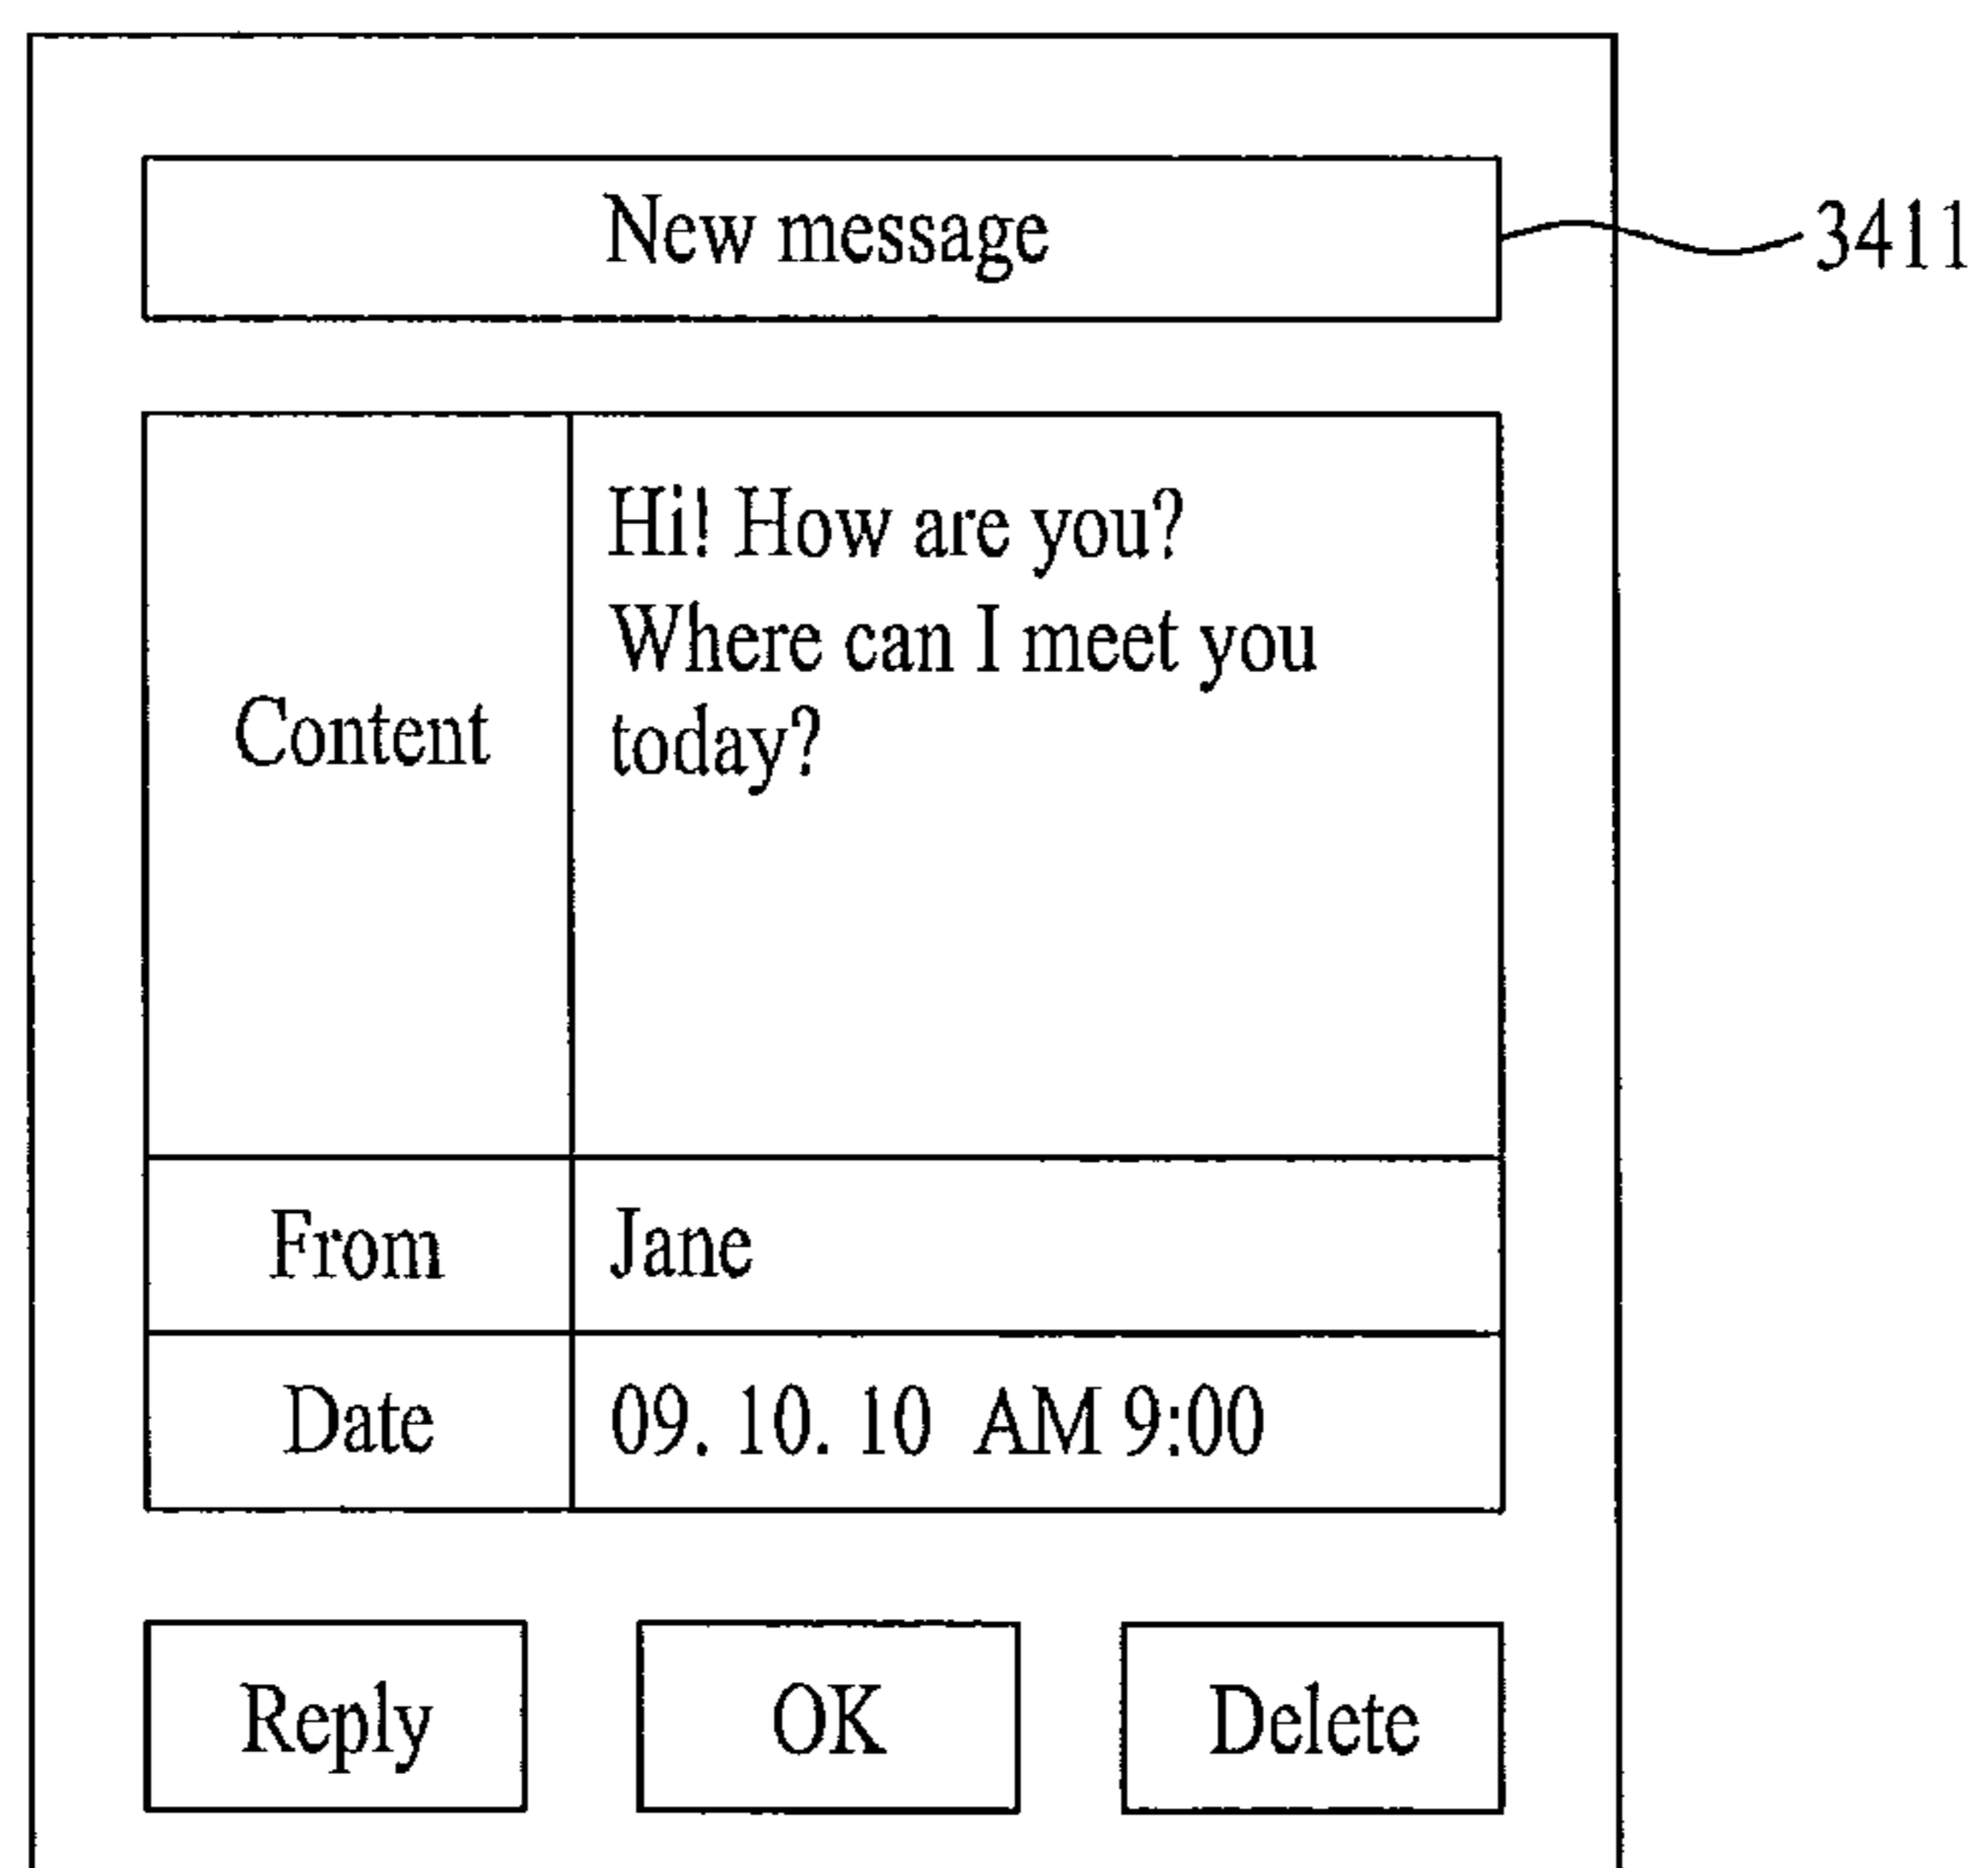 New message
3411
Content
Hi! How are you?
Where can I meet you
today?
From
Jane
Date
09. 10. 10 AM 9:00
Reply
OK
Delete